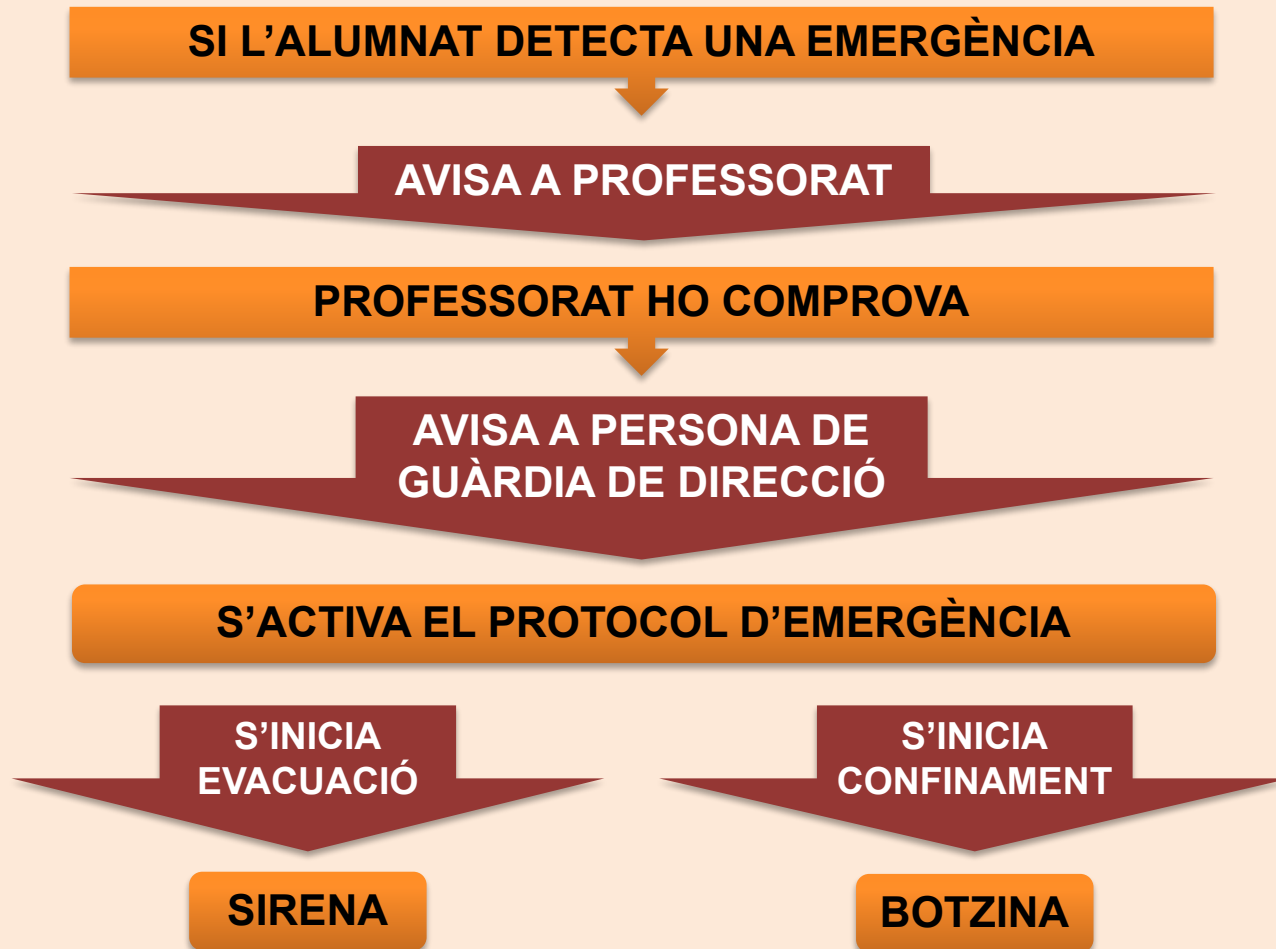 SI L’ALUMNAT DETECTA UNA EMERGÈNCIA
AVISA A PROFESSORAT
PROFESSORAT HO COMPROVA
AVISA A PERSONA DE
GUÀRDIA DE DIRECCIÓ
S’ACTIVA EL PROTOCOL D’EMERGÈNCIA
S’INICIA
EVACUACIÓ
S’INICIA
CONFINAMENT
SIRENA
BOTZINA